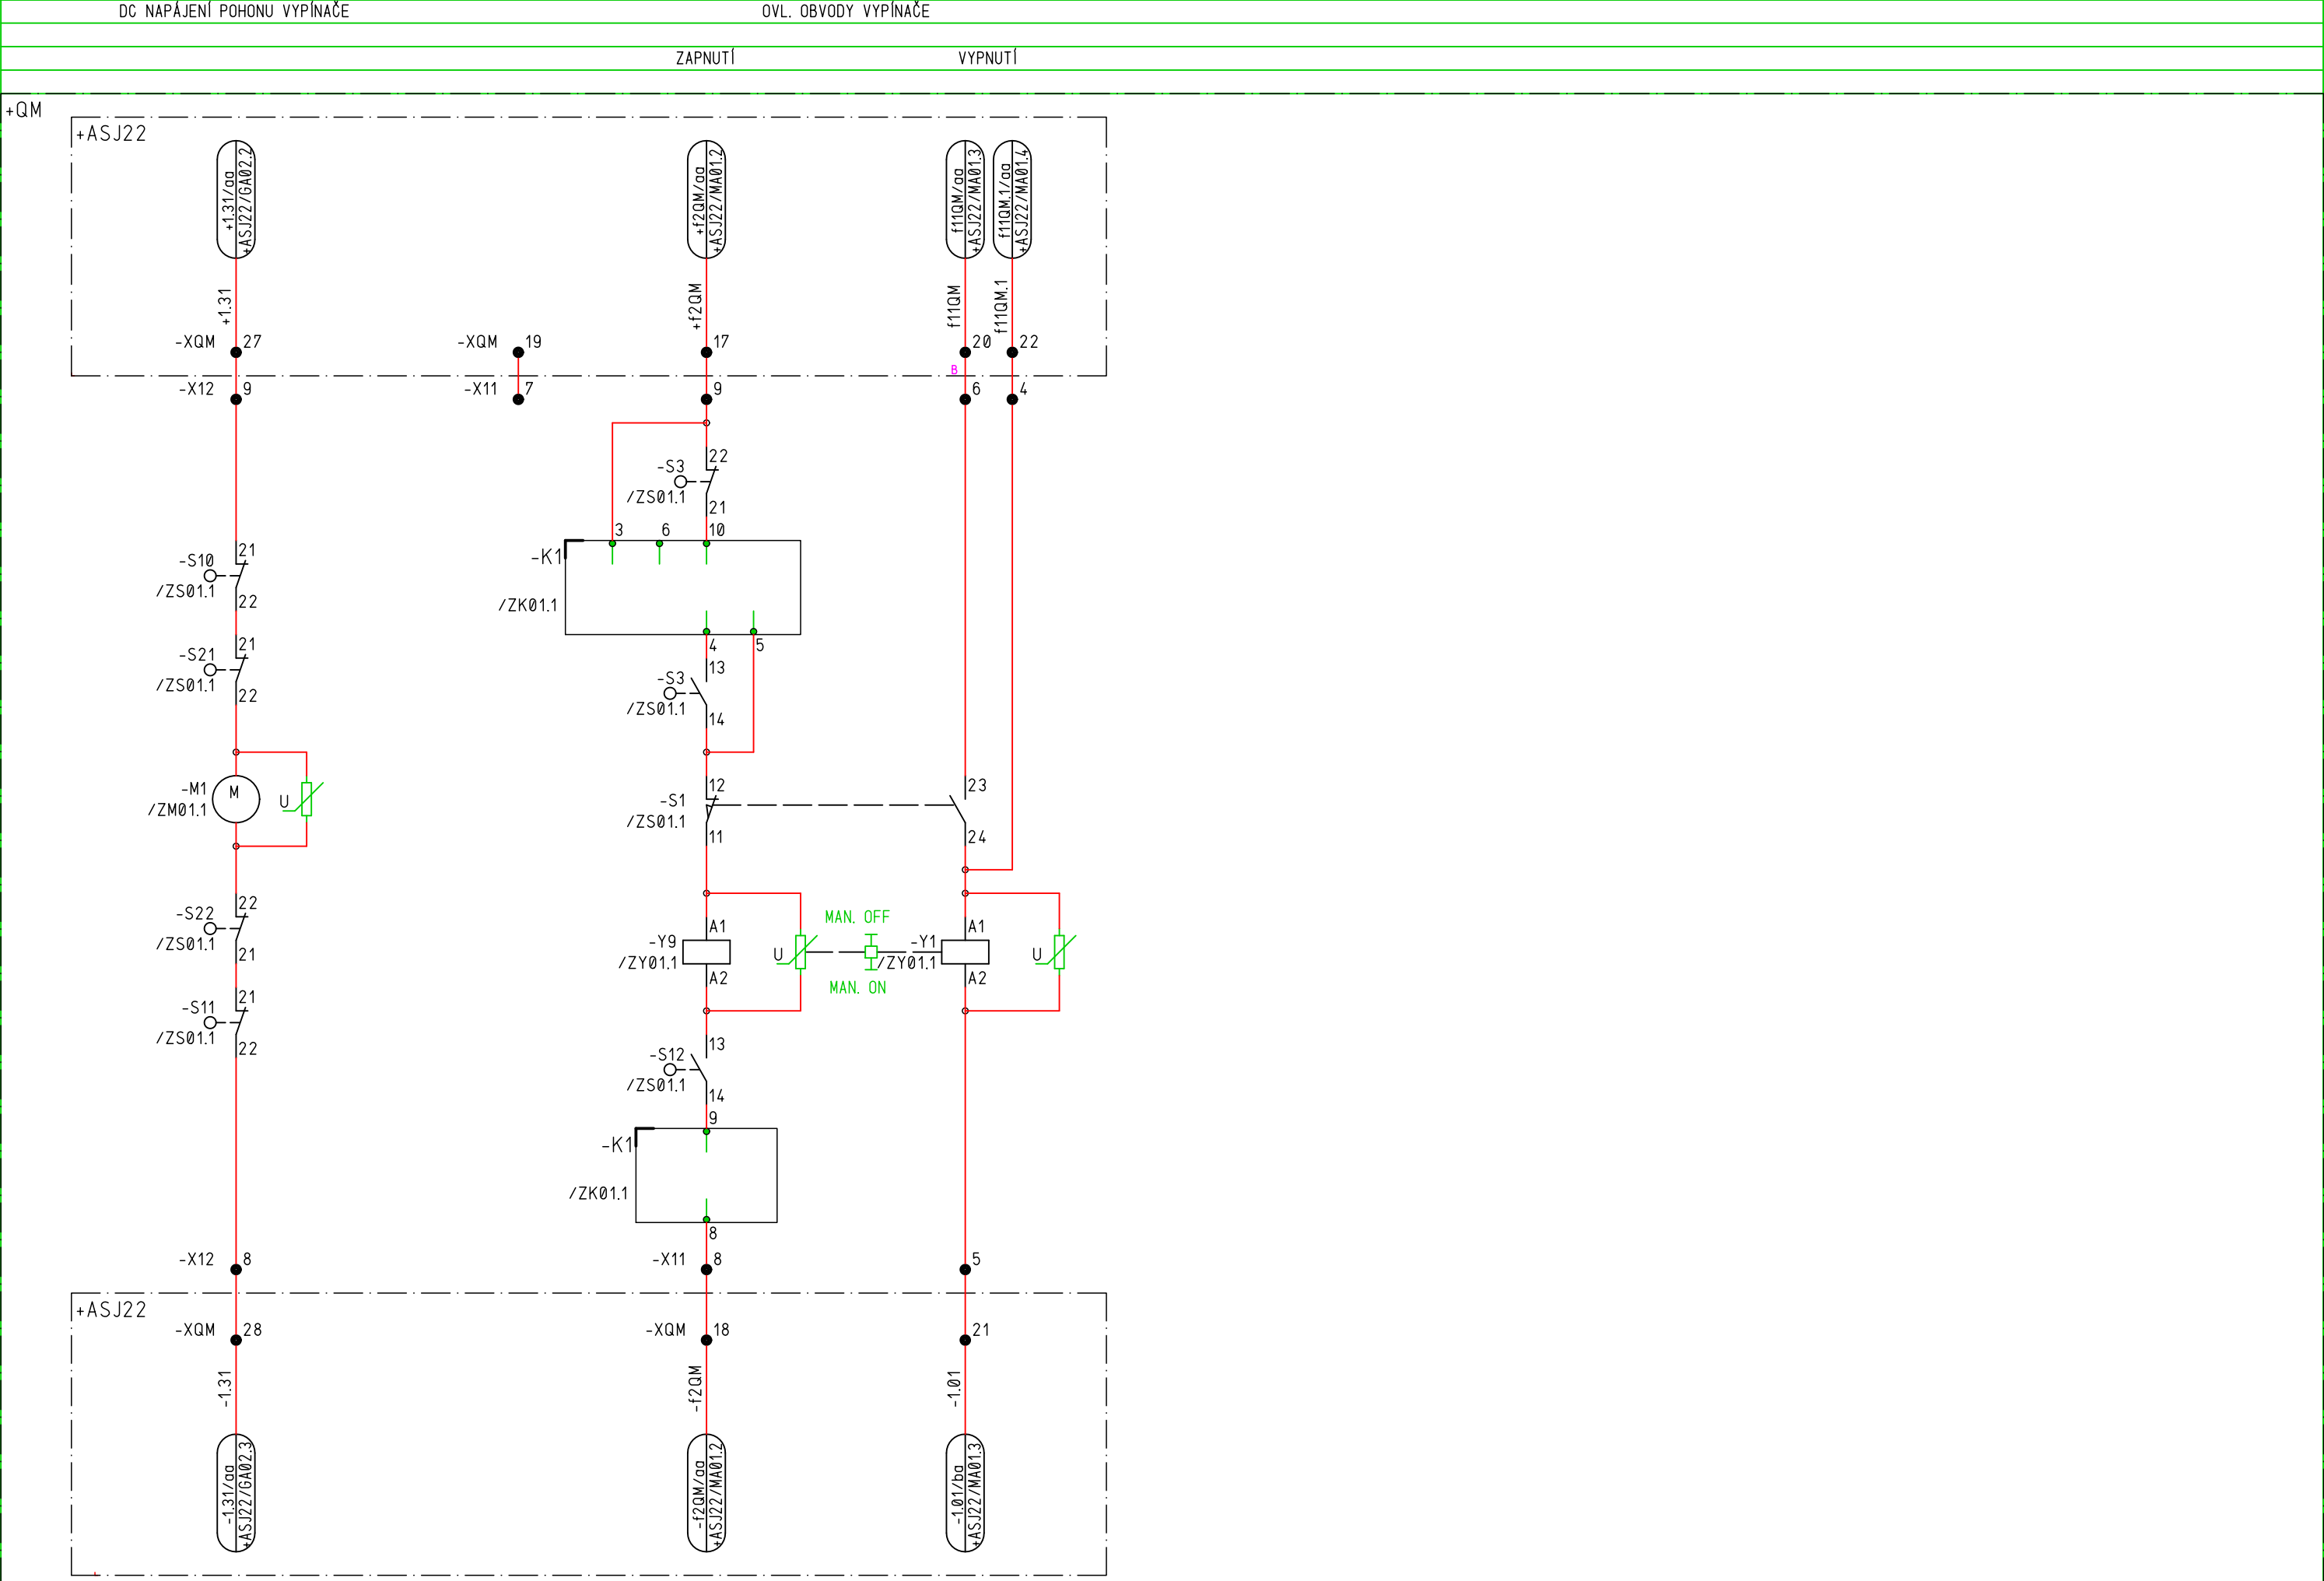 DC NAPÁJENÍ POHONU VYPÍNAČE
OVL. OBVODY VYPÍNAČE
ZAPNUTÍ
VYPNUTÍ
+QM
+ASJ22
+1.31/aa
+ASJ22/GA02.2
+f2QM/aa
+ASJ22/MA01.2
f11QM/aa
+ASJ22/MA01.3
f11QM.1/aa
+ASJ22/MA01.4
+1.31
+f2QM
f11QM
f11QM.1
-XQM 27
-XQM 19
17
20
22
B
-X12 9
-X11 7
9
6
4
-S3
/ZS01.1
22
21
3
6
10
-K1
/ZK01.1
4
5
-S10
/ZS01.1
21
22
-S21
/ZS01.1
21
22
-S3
/ZS01.1
13
14
-M1
/ZM01.1
M
U
-S1
/ZS01.1
12
11
23
24
-S22
/ZS01.1
22
21
-Y9
/ZY01.1
A1
A2
U
MAN. OFF
MAN. ON
-Y1
/ZY01.1
A1
A2
U
-S11
/ZS01.1
21
22
-S12
/ZS01.1
13
14
9
-K1
/ZK01.1
8
-X12 8
-X11 8
5
+ASJ22
-XQM 28
-XQM 18
21
-1.31
-f2QM
-1.01
-1.31/aa
+ASJ22/GA02.3
-f2QM/aa
+ASJ22/MA01.2
-1.01/ba
+ASJ22/MA01.3